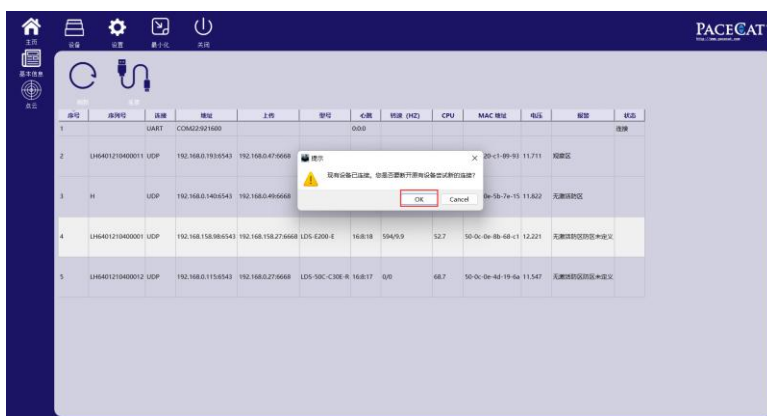 主页
设备
设置
最小化
关闭
PACECAT
基本信息
点云
序号 序列号 连接 地址 上传 型号 心跳 转速 (HZ) CPU MAC 地址 电压 报警 状态
1 UART COM22:921600 0:0:0 连接
2 LH6401210400011 UDP 192.168.0.193:6543 192.168.0.47:6668 20-c1-89-93 11.711 观察区
3 H UDP 192.168.0.140:6543 192.168.0.49:6668 0e-5b-7e-15 11.822 无激活防区
4 LH6401210400001 UDP 192.168.158.98:6543 192.168.158.27:6668 LDS-E200-E 16:8:18 594/9.9 52.7 50-0c-0e-8b-68-c1 12.221 无激活防区防区未定义
5 LH6401210400012 UDP 192.168.0.115:6543 192.168.0.27:6668 LDS-50C-C30E-R 16:8:17 0/0 68.7 50-0c-0e-4d-19-6a 11.547 无激活防区防区未定义
提示
现有设备已连接，您是否要断开原有设备尝试新的连接?
OK Cancel